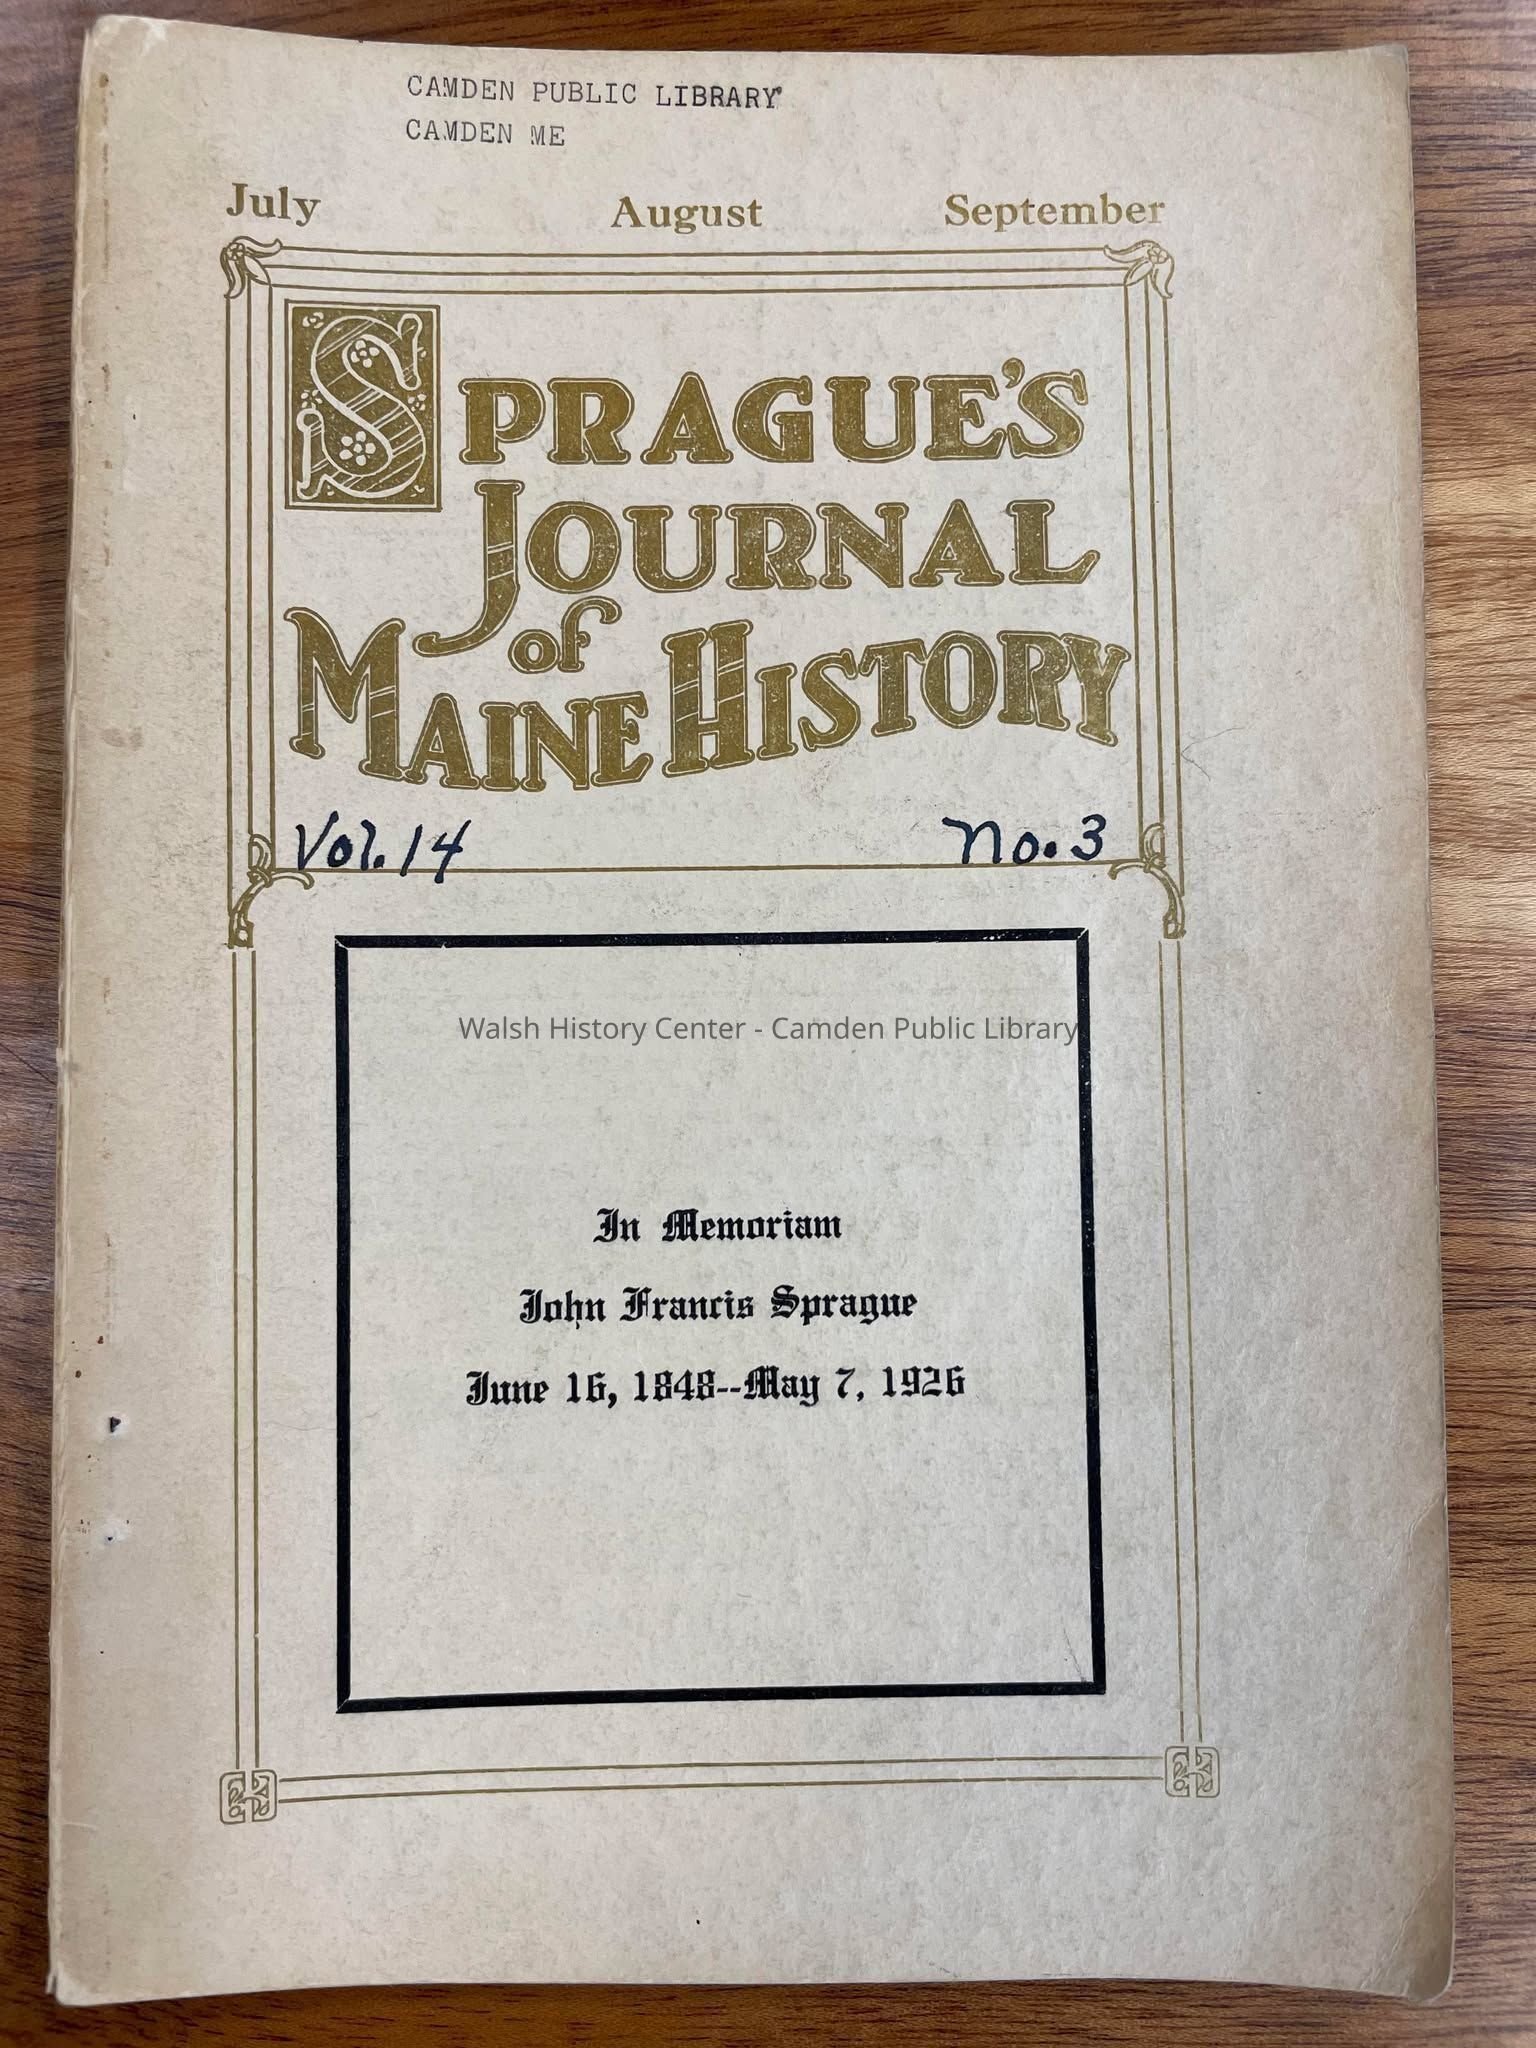 CAMDEN PUBLIC LIBRARY
CAMDEN ME
July August September
SPRAGUE'S
JOURNAL
of
MAINE HISTORY
Vol. 14 No. 3
Walsh History Center - Camden Public Library
In Memoriam
John Francis Sprague
June 16, 1848--May 7, 1926